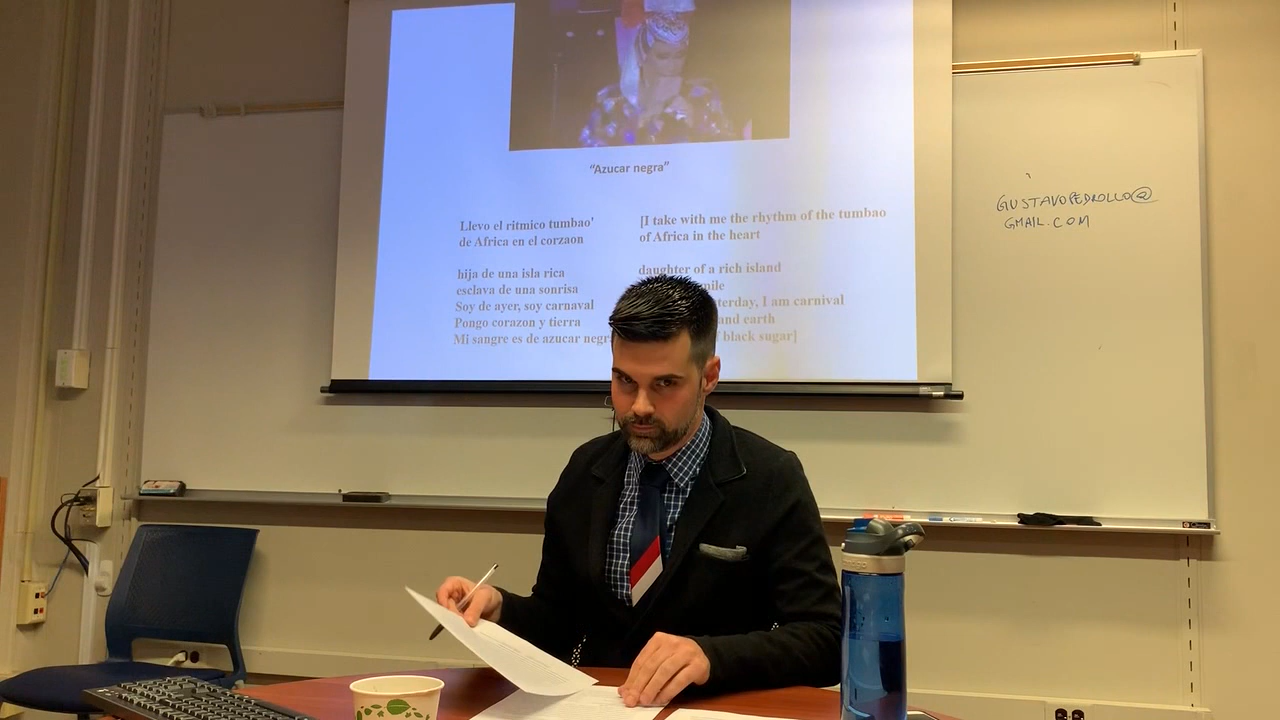 “Azucar negra”
Llevo el ritmico tumbao'
de Africa en el corzaon
hija de una isla rica
esclava de una sonrisa
Soy de ayer, soy carnaval
Pongo corazon y tierra
Mi sangre es de azucar negr
[I take with me the rhythm of the tumbao
of Africa in the heart
daughter of a rich island
yesterday, I am carnival
and earth
black sugar]
GUSTAVOPEDROLLO@
GMAIL.COM